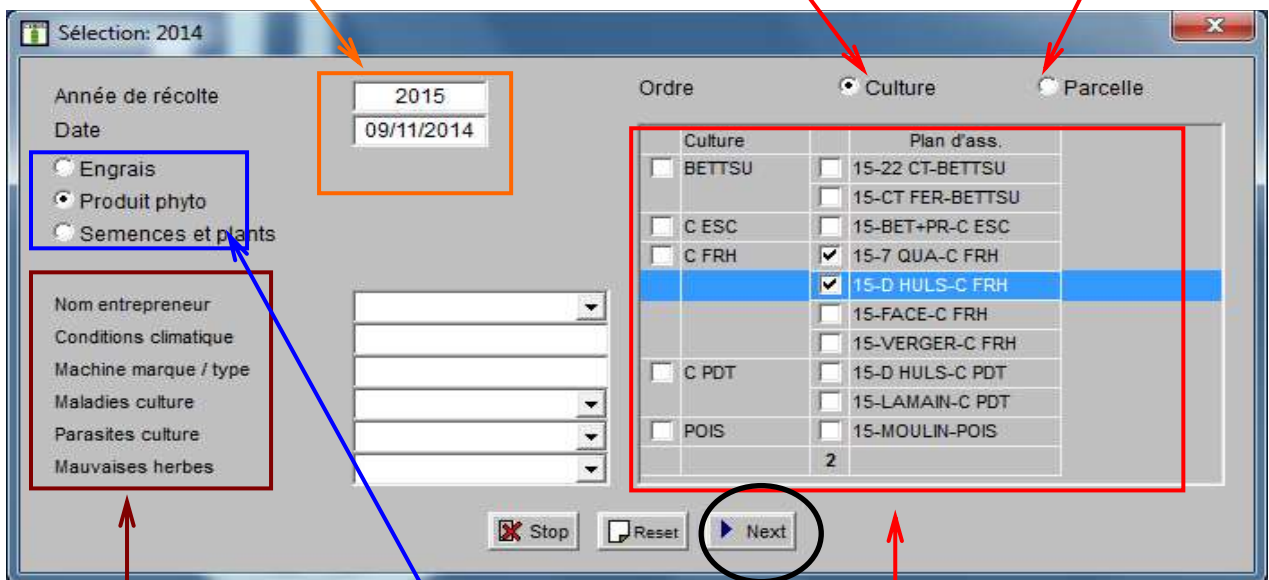 Sélection: 2014
Année de récolte 2015
Date 09/11/2014
Engrais
Produit phyto
Semences et plants
Nom entrepreneur
Conditions climatique
Machine marque / type
Maladies culture
Parasites culture
Mauvaises herbes
Ordre Culture Parcelle
Culture Plan d'ass.
BETTSU 15-22 CT-BETTSU
15-CT FER-BETTSU
C ESC 15-BET+PR-C ESC
C FRH 15-7 QUA-C FRH
15-D HULS-C FRH
15-FACE-C FRH
15-VERGER-C FRH
C PDT 15-D HULS-C PDT
15-LAMAIN-C PDT
POIS 15-MOULIN-POIS
2
Stop Reset Next